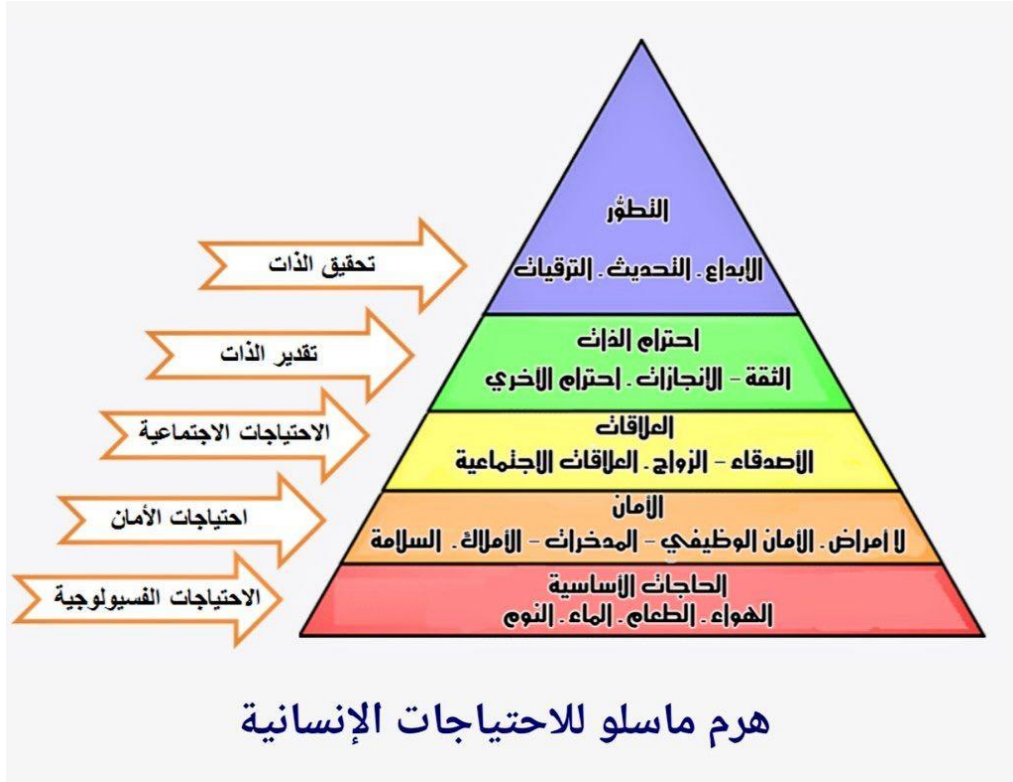 التطوُّر
الابداع . التحديث . الترقيات
تحقيق الذات
احترام الذات
الثقة – الانجازات . احترام الأخري
تقدير الذات
العلاقات
الأصدقاء – الزواج . العلاقات الاجتماعية
الاحتياجات الاجتماعية
الأمان
لا امراض . الأمان الوظيفي – المدخرات – الأملاك . السلامة
احتياجات الأمان
الحاجات الأساسية
الهواء . الطعام . الماء . النوم
الاحتياجات الفسيولوجية
هرم ماسلو للاحتياجات الإنسانية